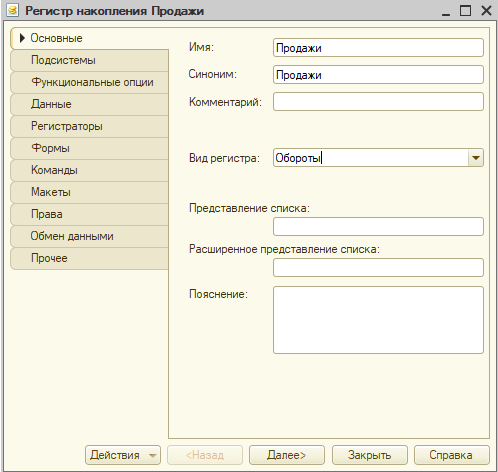 Регистр накопления Продажи
Основные
Подсистемы
Функциональные опции
Данные
Регистраторы
Формы
Команды
Макеты
Права
Обмен данными
Прочее
Имя: Продажи
Синоним: Продажи
Комментарий:
Вид регистра: Обороты
Представление списка:
Расширенное представление списка:
Пояснение:
Действия <Назад Далее> Закрыть Справка